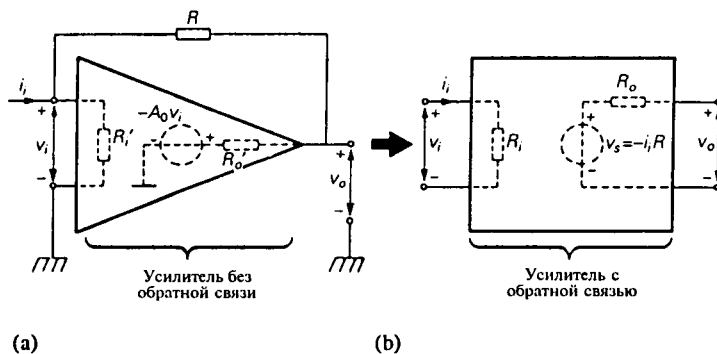 R
i_i
+
v_i
−
R_i′
−A₀v_i
+
R_o′
+
v_o
−
Усилитель без
обратной связи
(a)
i_i
+
v_i
−
R_i
R_o
+
v_s=−i_iR
−
+
v_o
−
Усилитель с
обратной связью
(b)